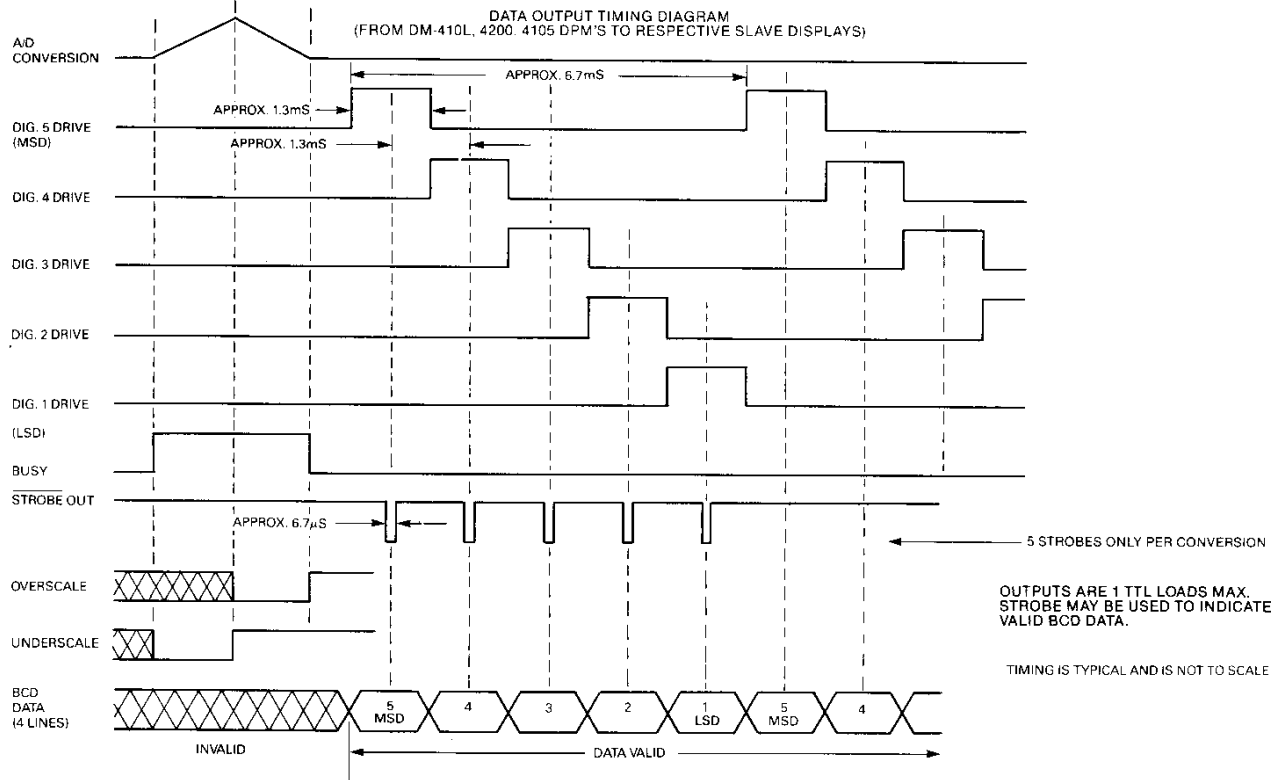 DATA OUTPUT TIMING DIAGRAM
(FROM DM-410L, 4200. 4105 DPM'S TO RESPECTIVE SLAVE DISPLAYS)
A/D
CONVERSION
APPROX. 6.7mS
APPROX. 1.3mS
DIG. 5 DRIVE
(MSD)
APPROX. 1.3mS
DIG. 4 DRIVE
DIG. 3 DRIVE
DIG. 2 DRIVE
DIG. 1 DRIVE
(LSD)
BUSY
STROBE OUT
APPROX. 6.7μS
5 STROBES ONLY PER CONVERSION
OVERSCALE
OUTPUTS ARE 1 TTL LOADS MAX.
STROBE MAY BE USED TO INDICATE
VALID BCD DATA.
UNDERSCALE
TIMING IS TYPICAL AND IS NOT TO SCALE
BCD
DATA
(4 LINES)
5
MSD
4
3
2
1
LSD
5
MSD
4
INVALID
DATA VALID